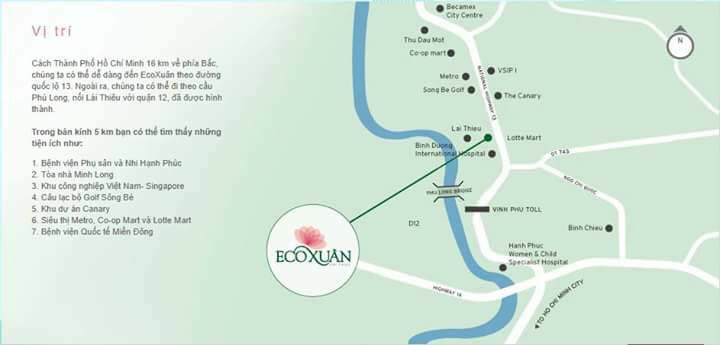 Vị trí
Cách Thành Phố Hồ Chí Minh 16 km về phía Bắc,
chúng ta có thể dễ dàng đến EcoXuân theo đường
quốc lộ 13. Ngoài ra, chúng ta có thể đi theo cầu
Phú Long, nối Lái Thiêu với quận 12, đã được hình
thành.
Trong bán kính 5 km bạn có thể tìm thấy những
tiện ích như:
1. Bệnh viện Phụ sản và Nhi Hạnh Phúc
2. Tòa nhà Minh Long
3. Khu công nghiệp Việt Nam- Singapore
4. Câu lạc bộ Golf Sông Bé
5. Khu dự án Canary
6. Siêu thị Metro, Co-op Mart và Lotte Mart
7. Bệnh viện Quốc tế Miền Đông
Becamex
City Centre
Thu Dau Mot
Co-op mart
N
Metro
VSIP I
Song Be Golf
The Canary
NATIONAL HIGHWAY 13
Lai Thieu
Lotte Mart
Binh Duong
International Hospital
DT 743
PHU LONG BRIDGE
NGO CHI QUOC
VINH PHU TOLL
D12
Binh Chieu
ECOXUÂN
Hanh Phuc
Women & Child
Specialist Hospital
HIGHWAY 1A
TO HO CHI MINH CITY